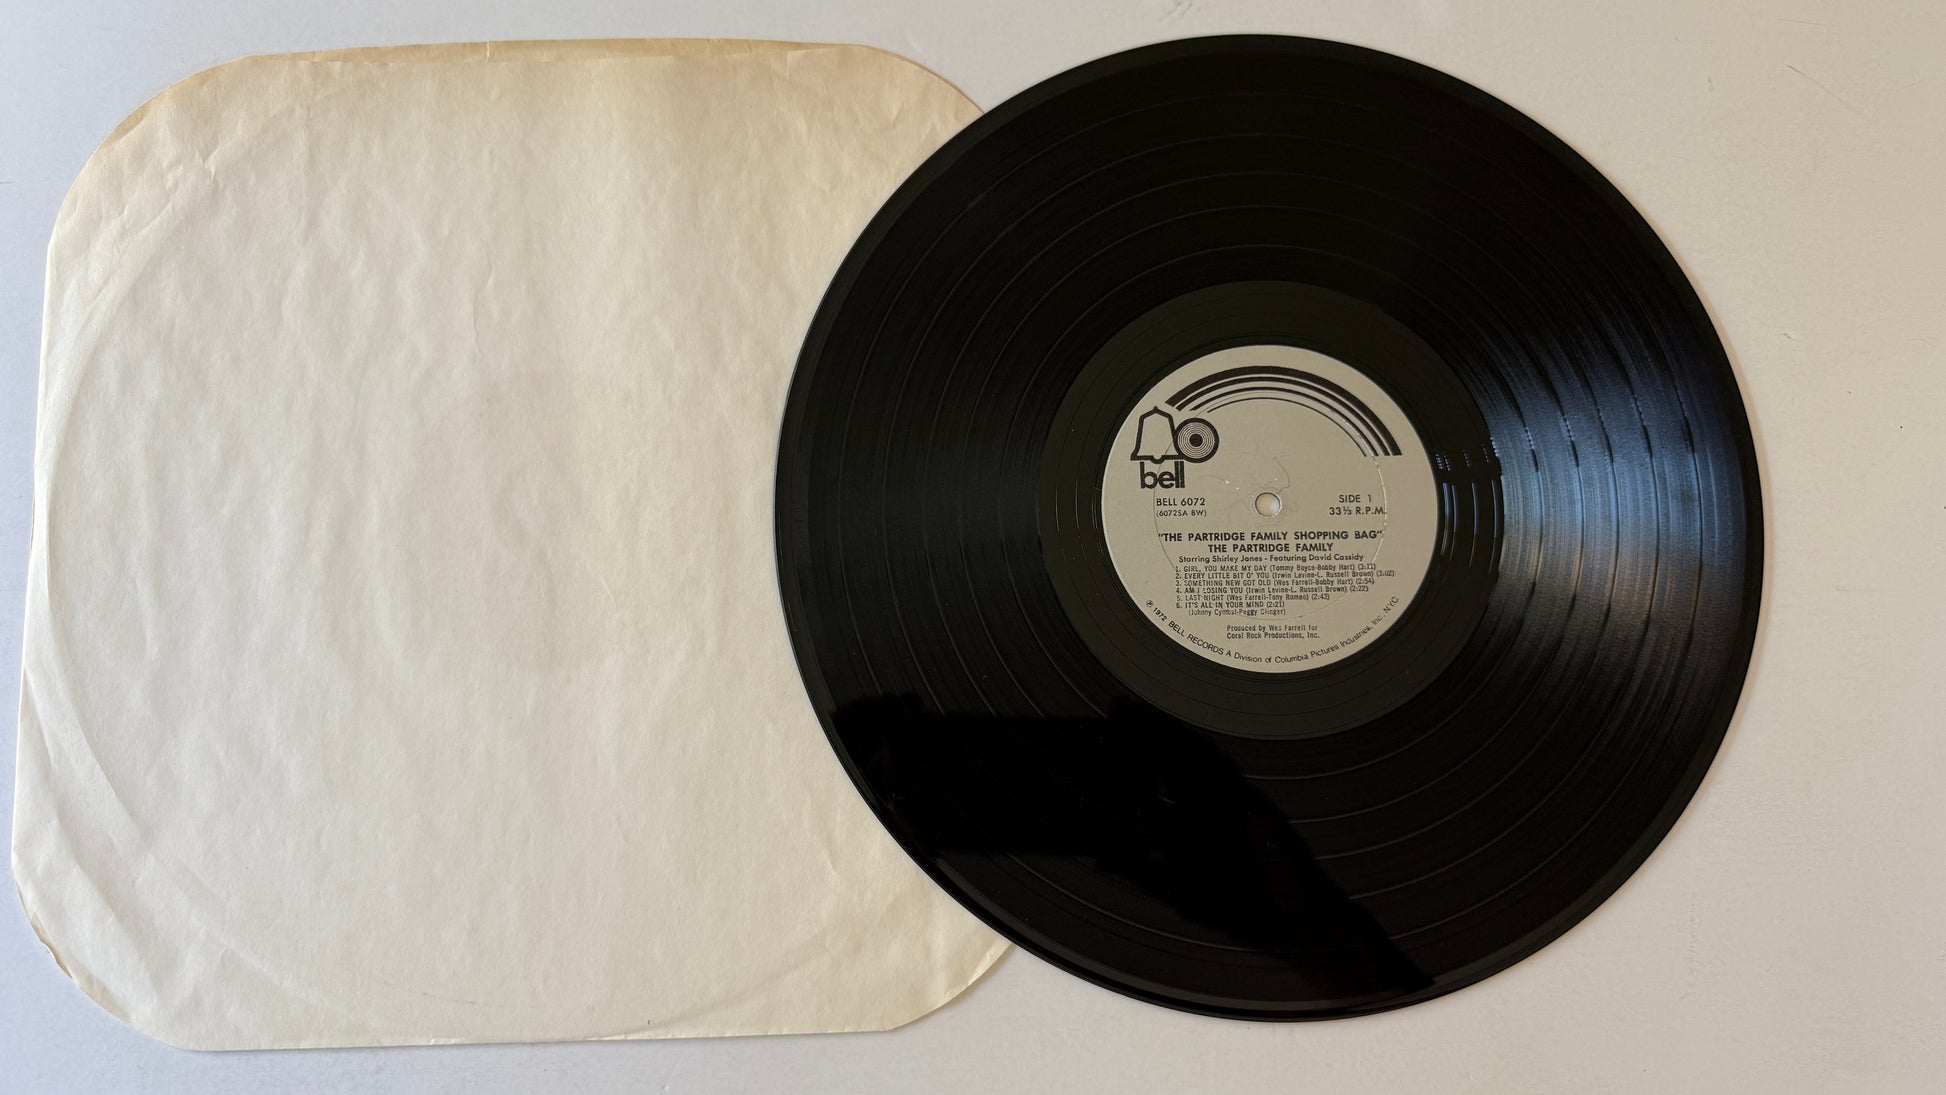 bell
BELL 6072
(6072SA BW)
SIDE 1
33⅓ R.P.M.
"THE PARTRIDGE FAMILY SHOPPING BAG"
THE PARTRIDGE FAMILY
Starring Shirley Jones - Featuring David Cassidy
1. GIRL, YOU MAKE MY DAY (Tommy Boyce-Bobby Hart) (3:11)
2. EVERY LITTLE BIT O' YOU (Irwin Levine-L. Russell Brown) (3:02)
3. SOMETHING NEW GOT OLD (Wes Farrell-Bobby Hart) (2:54)
4. AM I LOSING YOU (Irwin Levine-L. Russell Brown) (2:22)
5. LAST NIGHT (Wes Farrell-Tony Romeo) (2:43)
6. IT'S ALL IN YOUR MIND (2:21)
(Johnny Cymbal-Peggy Clinger)
Produced by Wes Farrell for
Coral Rock Productions, Inc.
℗ 1972 BELL RECORDS A Division of Columbia Pictures Industries, Inc. NYC